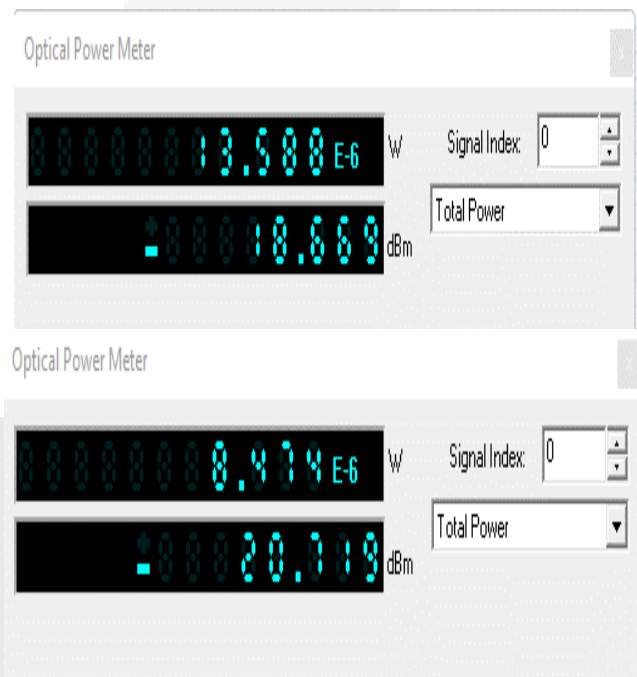 Optical Power Meter
13.588 E-6 W Signal Index: 0
Total Power
- 18.669 dBm
Optical Power Meter
8.474 E-6 W Signal Index: 0
Total Power
- 20.719 dBm